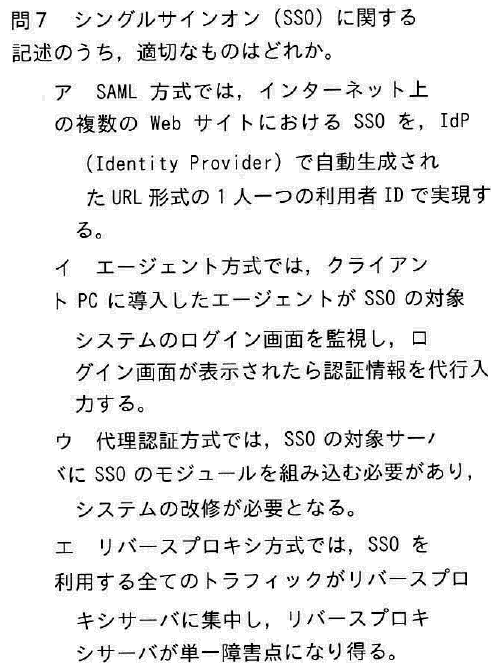 問７　シングルサインオン（SSO）に関する
記述のうち，適切なものはどれか。
ア　SAML 方式では，インターネット上
の複数の Web サイトにおける SSO を，IdP
（Identity Provider）で自動生成され
た URL 形式の 1 人一つの利用者 ID で実現す
る。
イ　エージェント方式では，クライアン
ト PC に導入したエージェントが SSO の対象
システムのログイン画面を監視し，ロ
グイン画面が表示されたら認証情報を代行入
力する。
ウ　代理認証方式では，SSO の対象サー
バに SSO のモジュールを組み込む必要があり，
システムの改修が必要となる。
エ　リバースプロキシ方式では，SSO を
利用する全てのトラフィックがリバースプロ
キシサーバに集中し，リバースプロキ
シサーバが単一障害点になり得る。